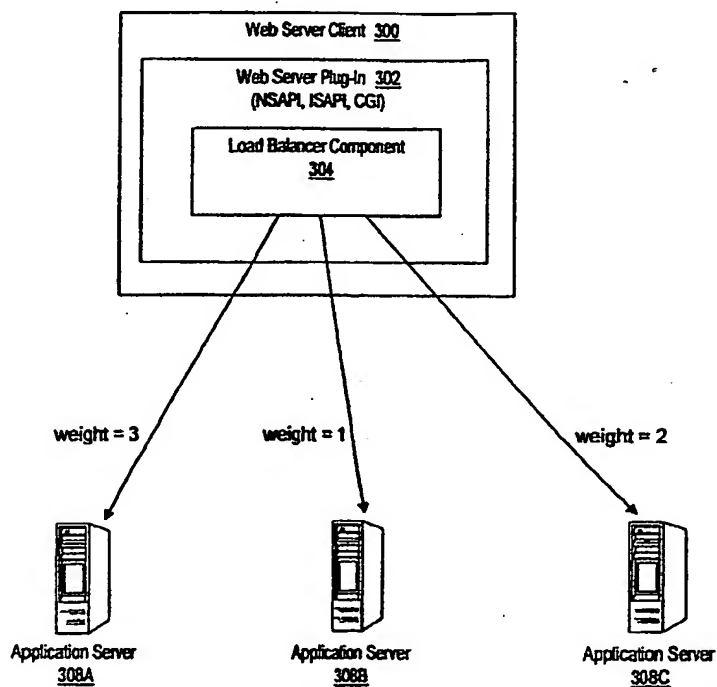 Web Server Client 300
Web Server Plug-In 302
(NSAPI, ISAPI, CGI)
Load Balancer Component
304
weight = 3
weight = 1
weight = 2
Application Server
308A
Application Server
308B
Application Server
308C